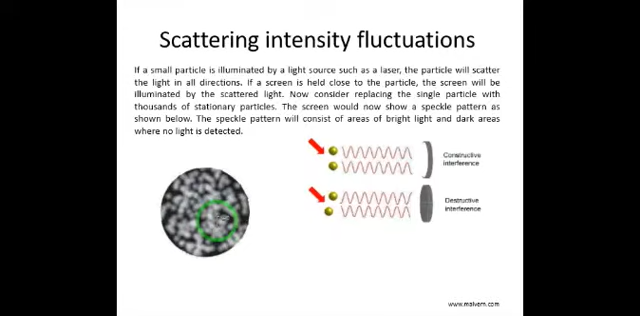 Scattering intensity fluctuations
If a small particle is illuminated by a light source such as a laser, the particle will scatter
the light in all directions. If a screen is held close to the particle, the screen will be
illuminated by the scattered light. Now consider replacing the single particle with
thousands of stationary particles. The screen would now show a speckle pattern as
shown below. The speckle pattern will consist of areas of bright light and dark areas
where no light is detected.
Constructive
interference
Destructive
interference
www.malvern.com